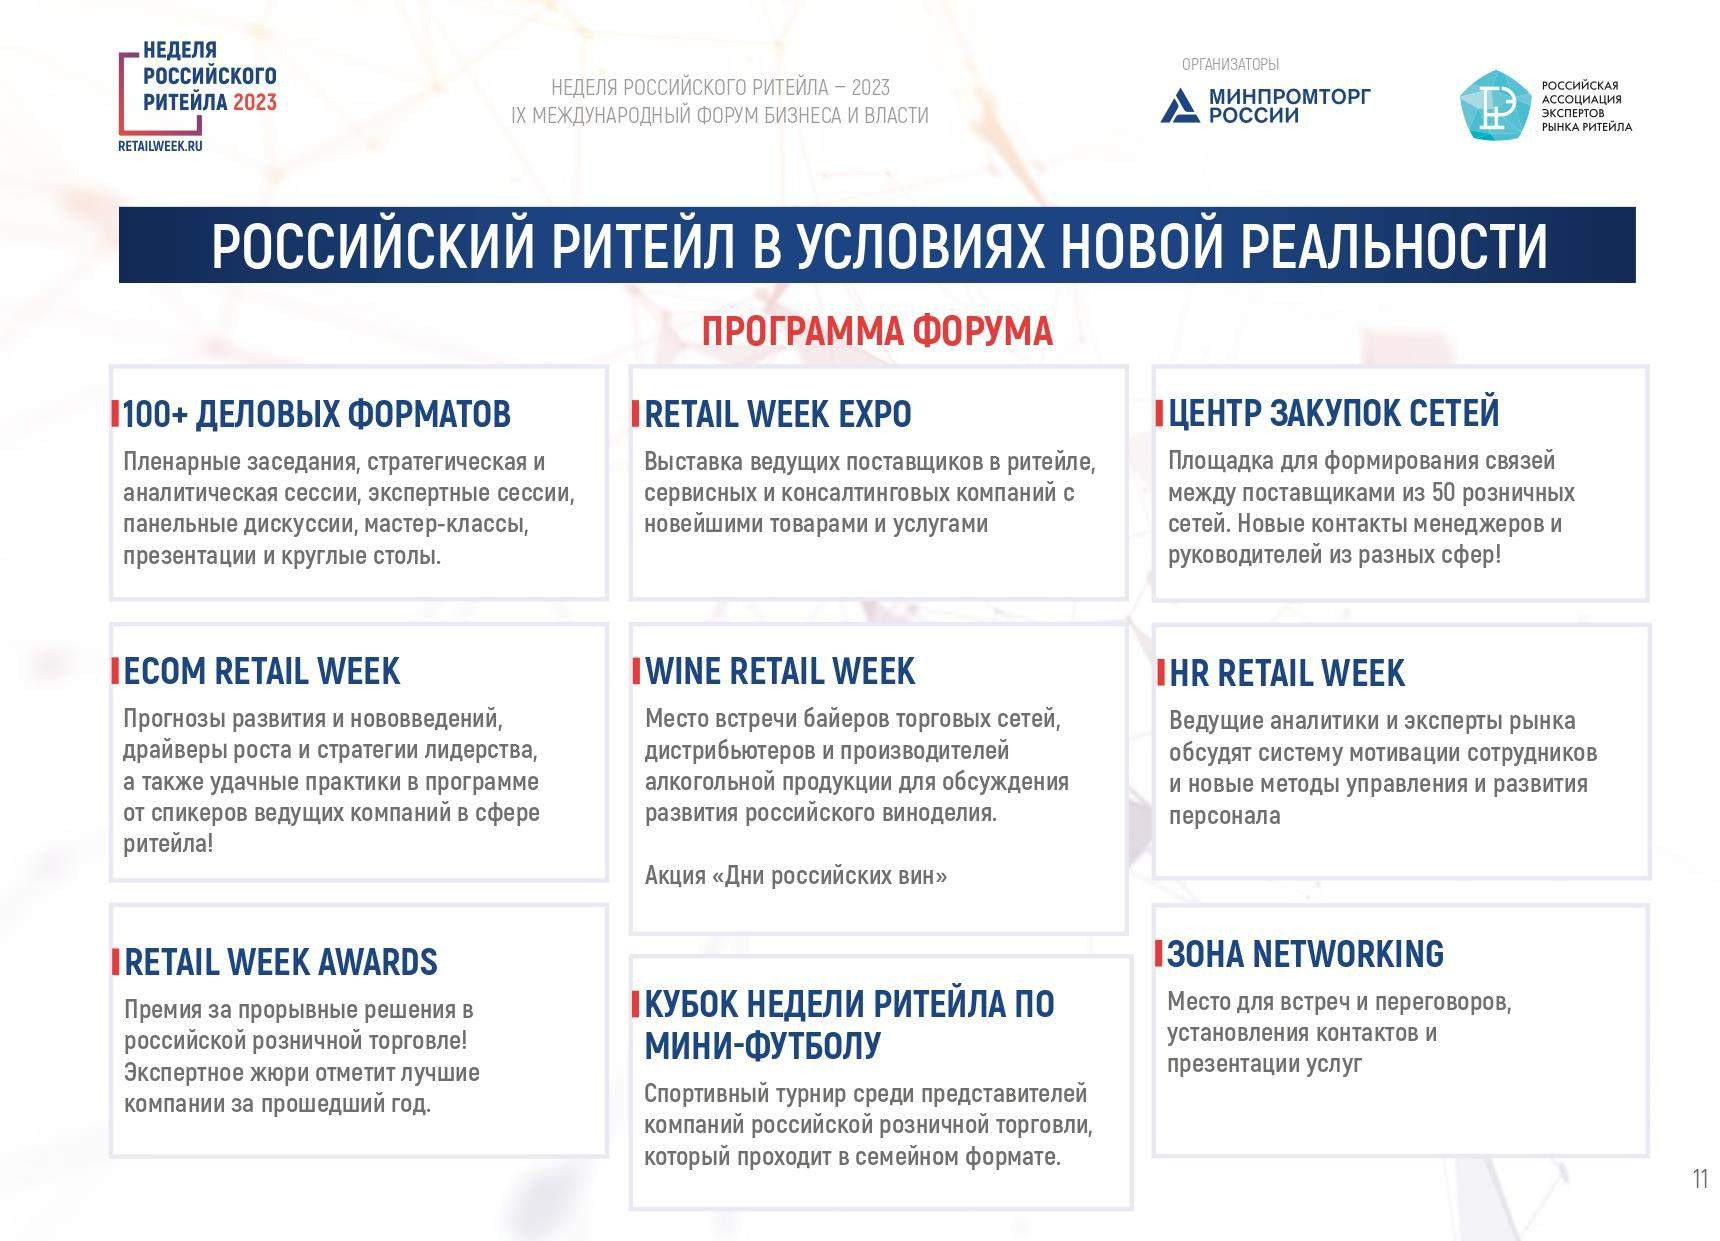 НЕДЕЛЯ
РОССИЙСКОГО
РИТЕЙЛА 2023
RETAILWEEK.RU
НЕДЕЛЯ РОССИЙСКОГО РИТЕЙЛА – 2023
IX МЕЖДУНАРОДНЫЙ ФОРУМ БИЗНЕСА И ВЛАСТИ
ОРГАНИЗАТОРЫ
МИНПРОМТОРГ
РОССИИ
РОССИЙСКАЯ
АССОЦИАЦИЯ
ЭКСПЕРТОВ
РЫНКА РИТЕЙЛА
РОССИЙСКИЙ РИТЕЙЛ В УСЛОВИЯХ НОВОЙ РЕАЛЬНОСТИ
ПРОГРАММА ФОРУМА
100+ ДЕЛОВЫХ ФОРМАТОВ
Пленарные заседания, стратегическая и
аналитическая сессии, экспертные сессии,
панельные дискуссии, мастер-классы,
презентации и круглые столы.
RETAIL WEEK EXPO
Выставка ведущих поставщиков в ритейле,
сервисных и консалтинговых компаний с
новейшими товарами и услугами
ЦЕНТР ЗАКУПОК СЕТЕЙ
Площадка для формирования связей
между поставщиками из 50 розничных
сетей. Новые контакты менеджеров и
руководителей из разных сфер!
ECOM RETAIL WEEK
Прогнозы развития и нововведений,
драйверы роста и стратегии лидерства,
а также удачные практики в программе
от спикеров ведущих компаний в сфере
ритейла!
WINE RETAIL WEEK
Место встречи байеров торговых сетей,
дистрибьютеров и производителей
алкогольной продукции для обсуждения
развития российского виноделия.
Акция «Дни российских вин»
HR RETAIL WEEK
Ведущие аналитики и эксперты рынка
обсудят систему мотивации сотрудников
и новые методы управления и развития
персонала
RETAIL WEEK AWARDS
Премия за прорывные решения в
российской розничной торговле!
Экспертное жюри отметит лучшие
компании за прошедший год.
КУБОК НЕДЕЛИ РИТЕЙЛА ПО
МИНИ-ФУТБОЛУ
Спортивный турнир среди представителей
компаний российской розничной торговли,
который проходит в семейном формате.
ЗОНА NETWORKING
Место для встреч и переговоров,
установления контактов и
презентации услуг
11